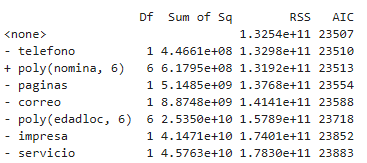 Df Sum of Sq RSS AIC
<none> 1.3254e+11 23507
- telefono 1 4.4661e+08 1.3298e+11 23510
+ poly(nomina, 6) 6 6.1795e+08 1.3192e+11 23513
- paginas 1 5.1485e+09 1.3768e+11 23554
- correo 1 8.8748e+09 1.4141e+11 23588
- poly(edadloc, 6) 6 2.5350e+10 1.5789e+11 23718
- impresa 1 4.1471e+10 1.7401e+11 23852
- servicio 1 4.5763e+10 1.7830e+11 23883